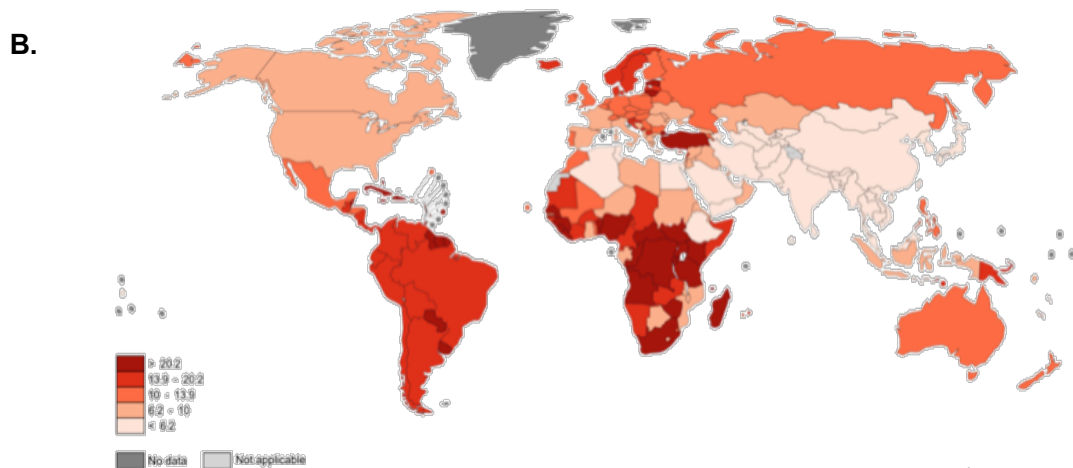 B.
> 20.2
13.9 - 20.2
10 - 13.9
6.2 - 10
< 6.2
No data
Not applicable